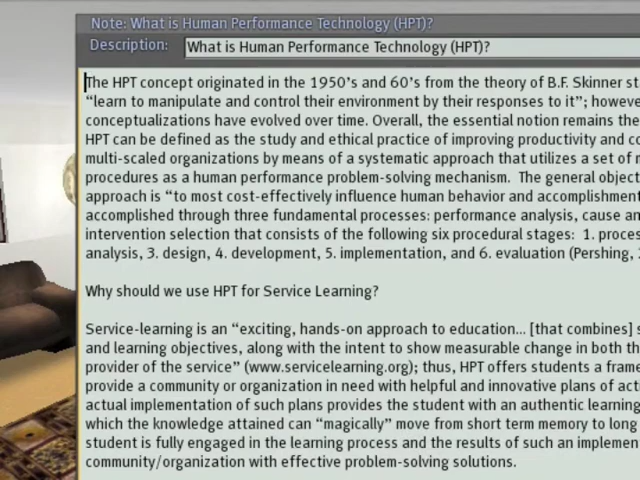 Note: What is Human Performance Technology (HPT)?
Description: What is Human Performance Technology (HPT)?
The HPT concept originated in the 1950's and 60's from the theory of B.F. Skinner
“learn to manipulate and control their environment by their responses to it”;
conceptualizations have evolved over time. Overall, the essential notion remains the
HPT can be defined as the study and ethical practice of improving productivity and
multi-scaled organizations by means of a systematic approach that utilizes a set of
procedures as a human performance problem-solving mechanism. The general
approach is “to most cost-effectively influence human behavior and
accomplished through three fundamental processes: performance analysis, cause
intervention selection that consists of the following six procedural stages: 1.
analysis, 3. design, 4. development, 5. implementation, and 6. evaluation (Pershing,
Why should we use HPT for Service Learning?
Service-learning is an “exciting, hands-on approach to education... [that combines]
and learning objectives, along with the intent to show measurable change in both
provider of the service” (www.servicelearning.org); thus, HPT offers students a
provide a community or organization in need with helpful and innovative plans of
actual implementation of such plans provides the student with an authentic learning
which the knowledge attained can “magically” move from short term memory to long
student is fully engaged in the learning process and the results of such an
community/organization with effective problem-solving solutions.